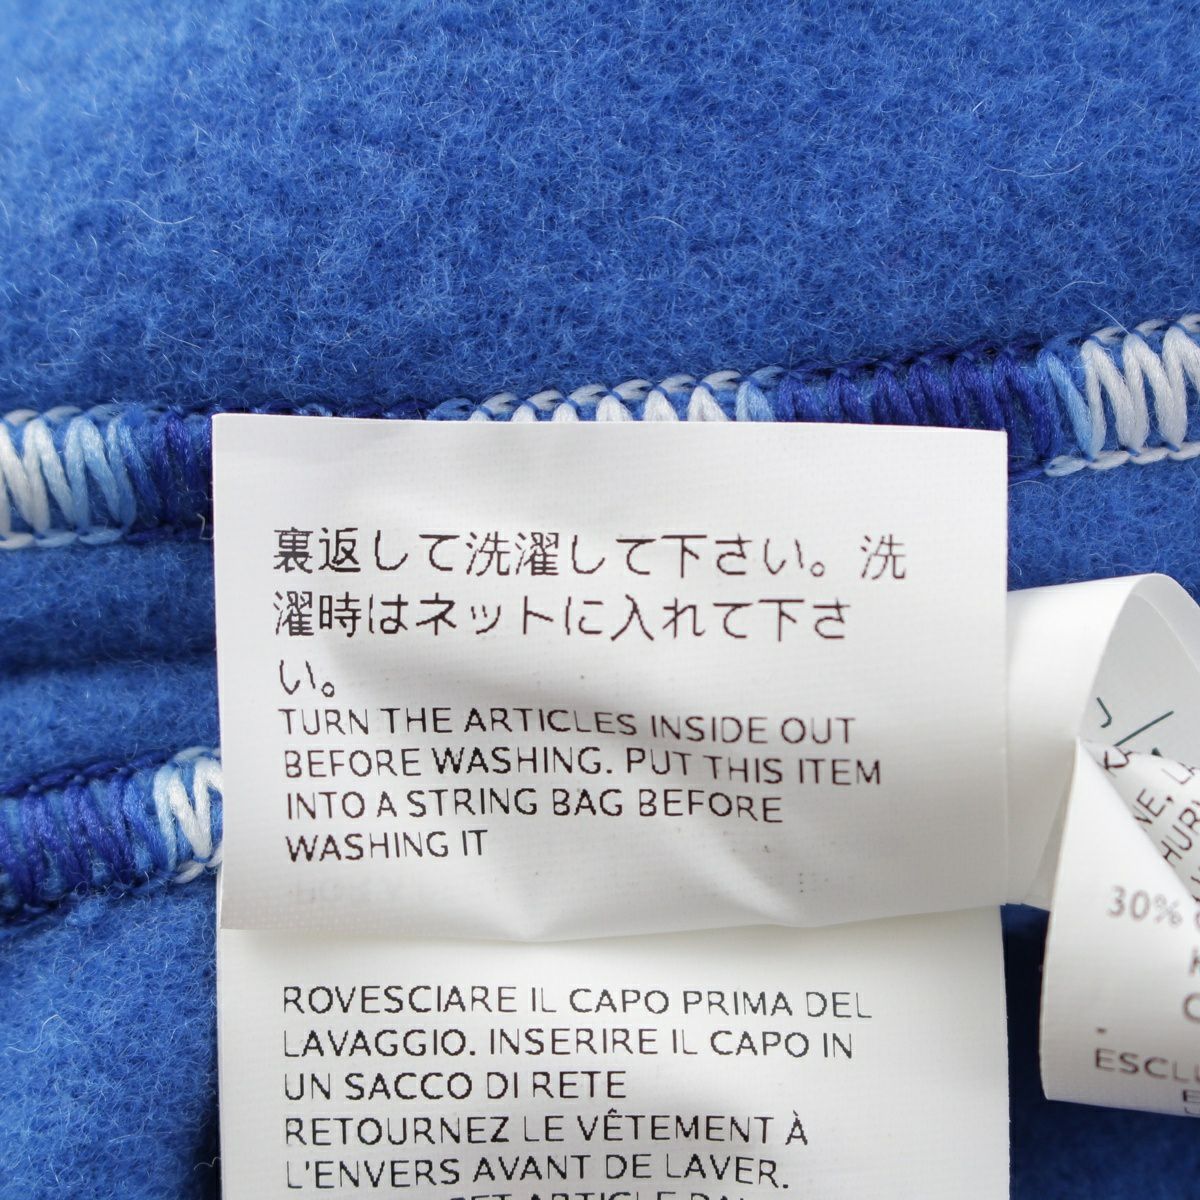 裏返して洗濯して下さい。洗
濯時はネットに入れて下さ
い。
TURN THE ARTICLES INSIDE OUT
BEFORE WASHING. PUT THIS ITEM
INTO A STRING BAG BEFORE
WASHING IT
ROVESCIARE IL CAPO PRIMA DEL
LAVAGGIO. INSERIRE IL CAPO IN
UN SACCO DI RETE
RETOURNEZ LE VÊTEMENT À
L'ENVERS AVANT DE LAVER.
30%